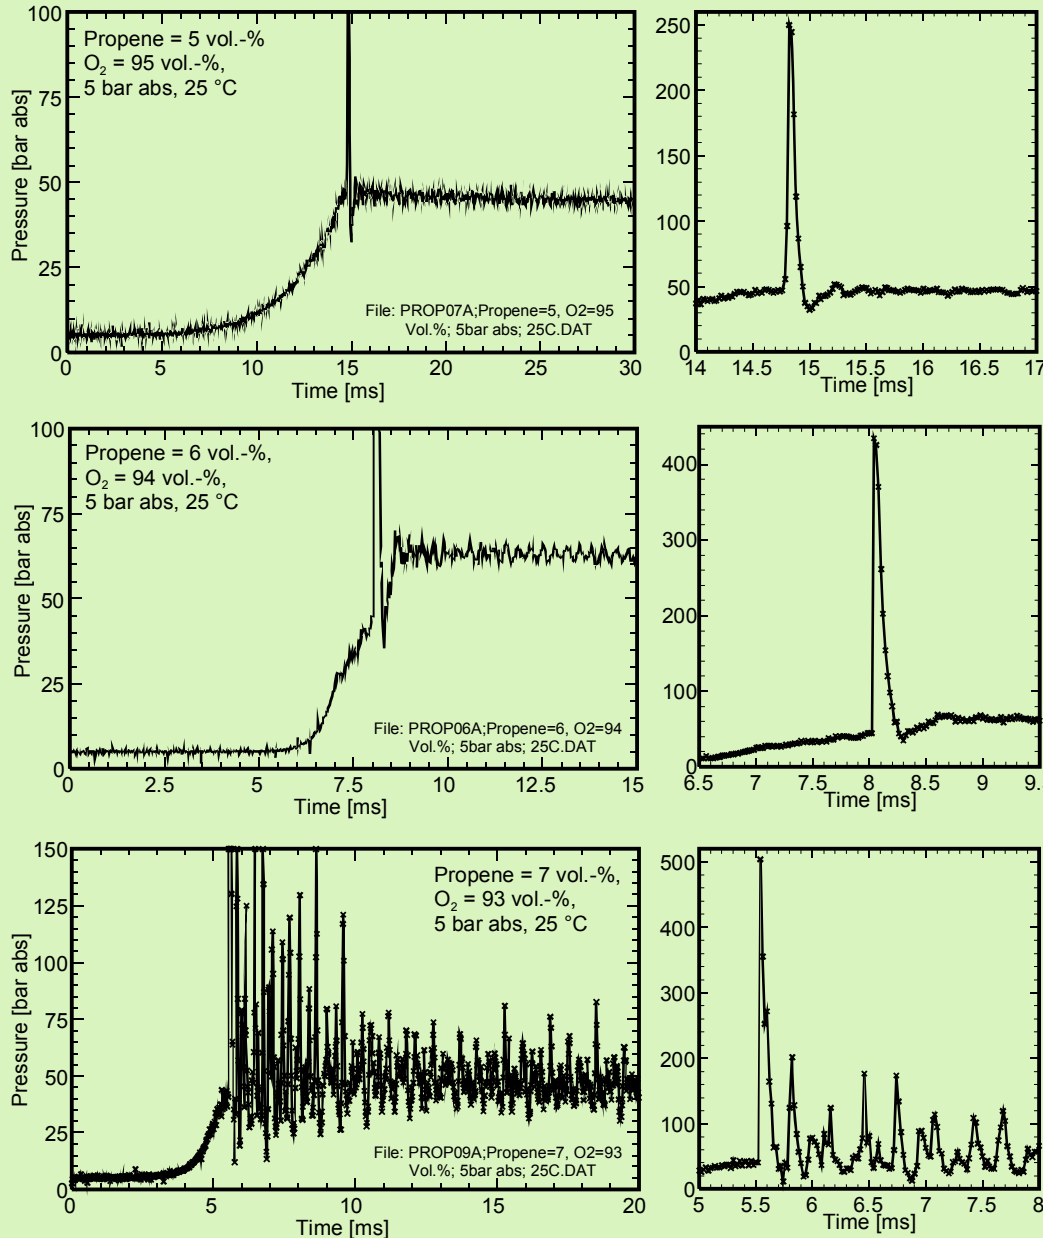 100
75
50
25
0
Pressure [bar abs]
Propene = 5 vol.-%
O₂ = 95 vol.-%,
5 bar abs, 25 °C
File: PROP07A;Propene=5, O2=95
Vol.%; 5bar abs; 25C.DAT
0 5 10 15 20 25 30
Time [ms]
250
200
150
100
50
0
14 14.5 15 15.5 16 16.5 17
Time [ms]
100
75
50
25
0
Pressure [bar abs]
Propene = 6 vol.-%,
O₂ = 94 vol.-%,
5 bar abs, 25 °C
File: PROP06A;Propene=6, O2=94
Vol.%; 5bar abs; 25C.DAT
0 2.5 5 7.5 10 12.5 15
Time [ms]
400
300
200
100
0
6.5 7 7.5 8 8.5 9 9.
Time [ms]
150
125
100
75
50
25
0
Pressure [bar abs]
Propene = 7 vol.-%,
O₂ = 93 vol.-%,
5 bar abs, 25 °C
File: PROP09A;Propene=7, O2=93
Vol.%; 5bar abs; 25C.DAT
0 5 10 15 20
Time [ms]
500
400
300
200
100
0
5 5.5 6 6.5 7 7.5 8
Time [ms]